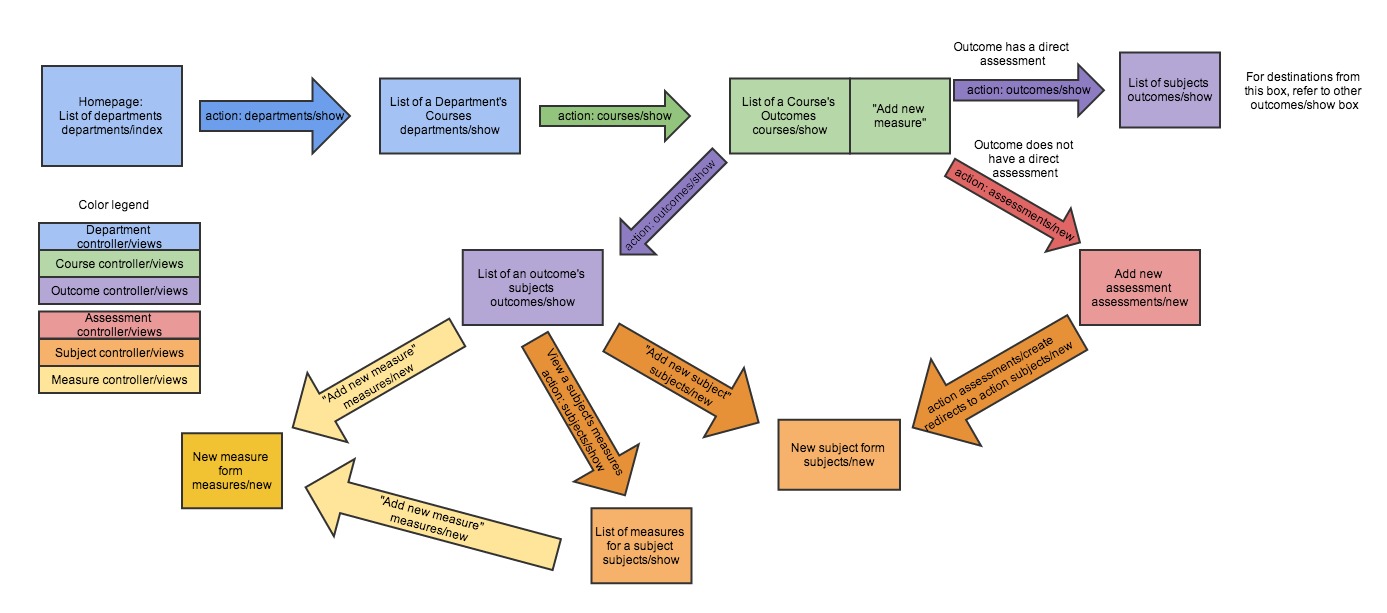 Homepage:
List of departments
departments/index
action: departments/show
List of a Department's
Courses
departments/show
action: courses/show
List of a Course's
Outcomes
courses/show
"Add new
measure"
Outcome has a direct
assessment
action: outcomes/show
List of subjects
outcomes/show
For destinations from
this box, refer to other
outcomes/show box
Outcome does not
have a direct
assessment
action: outcomes/show
action: assessments/new
Color legend
Department
controller/views
Course controller/views
Outcome controller/views
Assessment
controller/views
Subject controller/views
Measure controller/views
List of an outcome's
subjects
outcomes/show
Add new
assessment
assessments/new
"Add new measure"
measures/new
View a subject's measures
action: subjects/show
"Add new subject"
subjects/new
action assessments/create
redirects to action subjects/new
New measure
form
measures/new
New subject form
subjects/new
"Add new measure"
measures/new
List of measures
for a subject
subjects/show